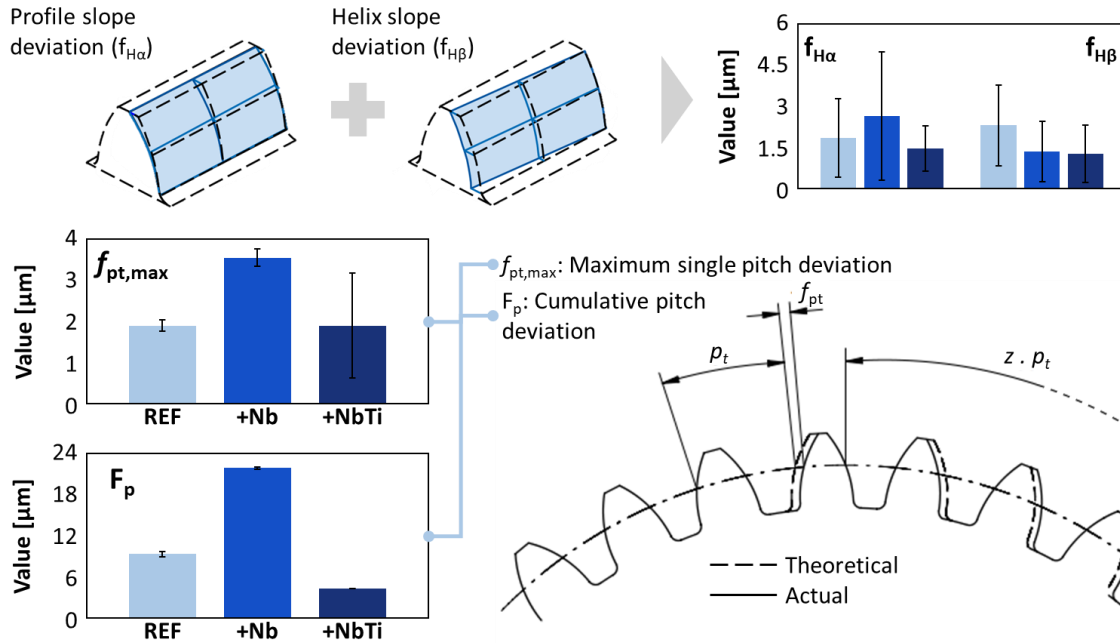 Profile slope
deviation (fHα)
Helix slope
deviation (fHβ)
6
4.5
3
1.5
0
Value [µm]
fHα
fHβ
4
3
2
1
0
Value [µm]
fpt,max
REF
+Nb
+NbTi
24
18
12
6
0
Value [µm]
Fp
REF
+Nb
+NbTi
fpt,max: Maximum single pitch deviation
Fp: Cumulative pitch
deviation
fpt
pt
z . pt
Theoretical
Actual